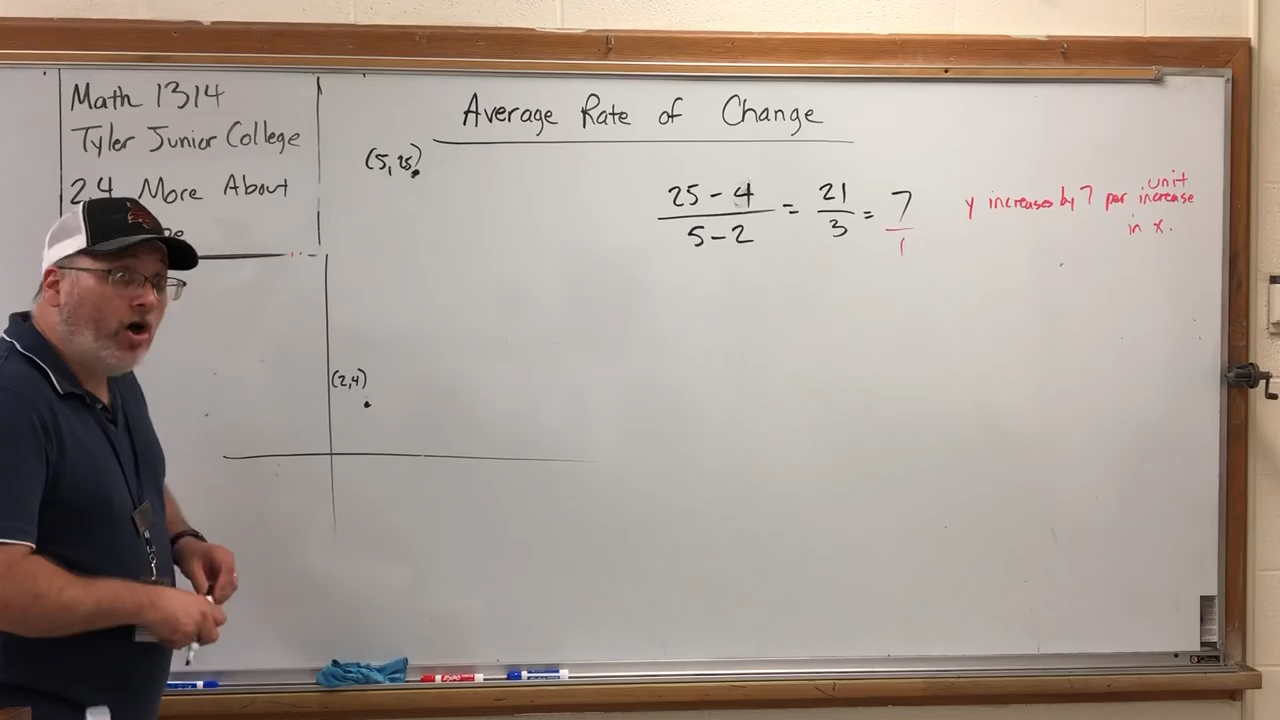 Math 1314
Tyler Junior College
2.4 More About
Average Rate of Change
(5,25)
25 - 4 / 5 - 2 = 21 / 3 = 7 / 1
y increases by 7 per unit increase
in x.
(2,4)
EXPO